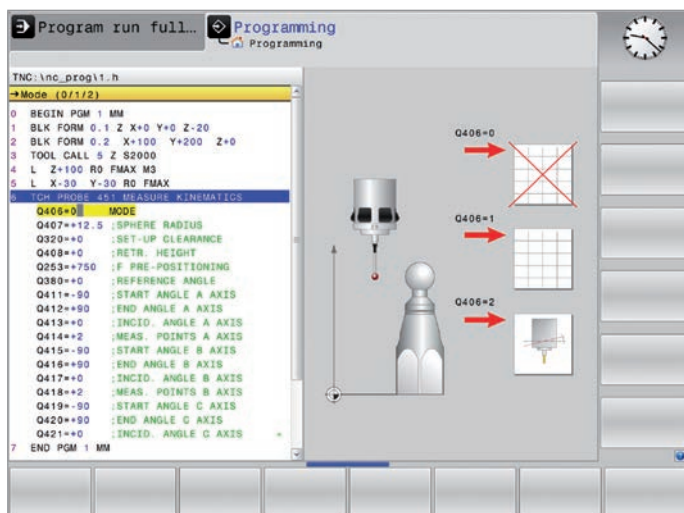 Program run full...
Programming
Programming
TNC:\nc_prog\1.h
→Mode (0/1/2)
0 BEGIN PGM 1 MM
1 BLK FORM 0.1 Z X+0 Y+0 Z-20
2 BLK FORM 0.2 X+100 Y+200 Z+0
3 TOOL CALL 5 Z S2000
4 L Z+100 R0 FMAX M3
5 L X-30 Y-30 R0 FMAX
6 TCH PROBE 451 MEASURE KINEMATICS
Q406=0 MODE
Q407=+12.5 ;SPHERE RADIUS
Q320=+0 ;SET-UP CLEARANCE
Q408=+0 ;RETR. HEIGHT
Q253=+750 ;F PRE-POSITIONING
Q380=+0 ;REFERENCE ANGLE
Q411=-90 ;START ANGLE A AXIS
Q412=+90 ;END ANGLE A AXIS
Q413=+0 ;INCID. ANGLE A AXIS
Q414=+2 ;MEAS. POINTS A AXIS
Q415=-90 ;START ANGLE B AXIS
Q416=+90 ;END ANGLE B AXIS
Q417=+0 ;INCID. ANGLE B AXIS
Q418=+2 ;MEAS. POINTS B AXIS
Q419=-90 ;START ANGLE C AXIS
Q420=+90 ;END ANGLE C AXIS
Q421=+0 ;INCID. ANGLE C AXIS
7 END PGM 1 MM
Q406=0
Q406=1
Q406=2